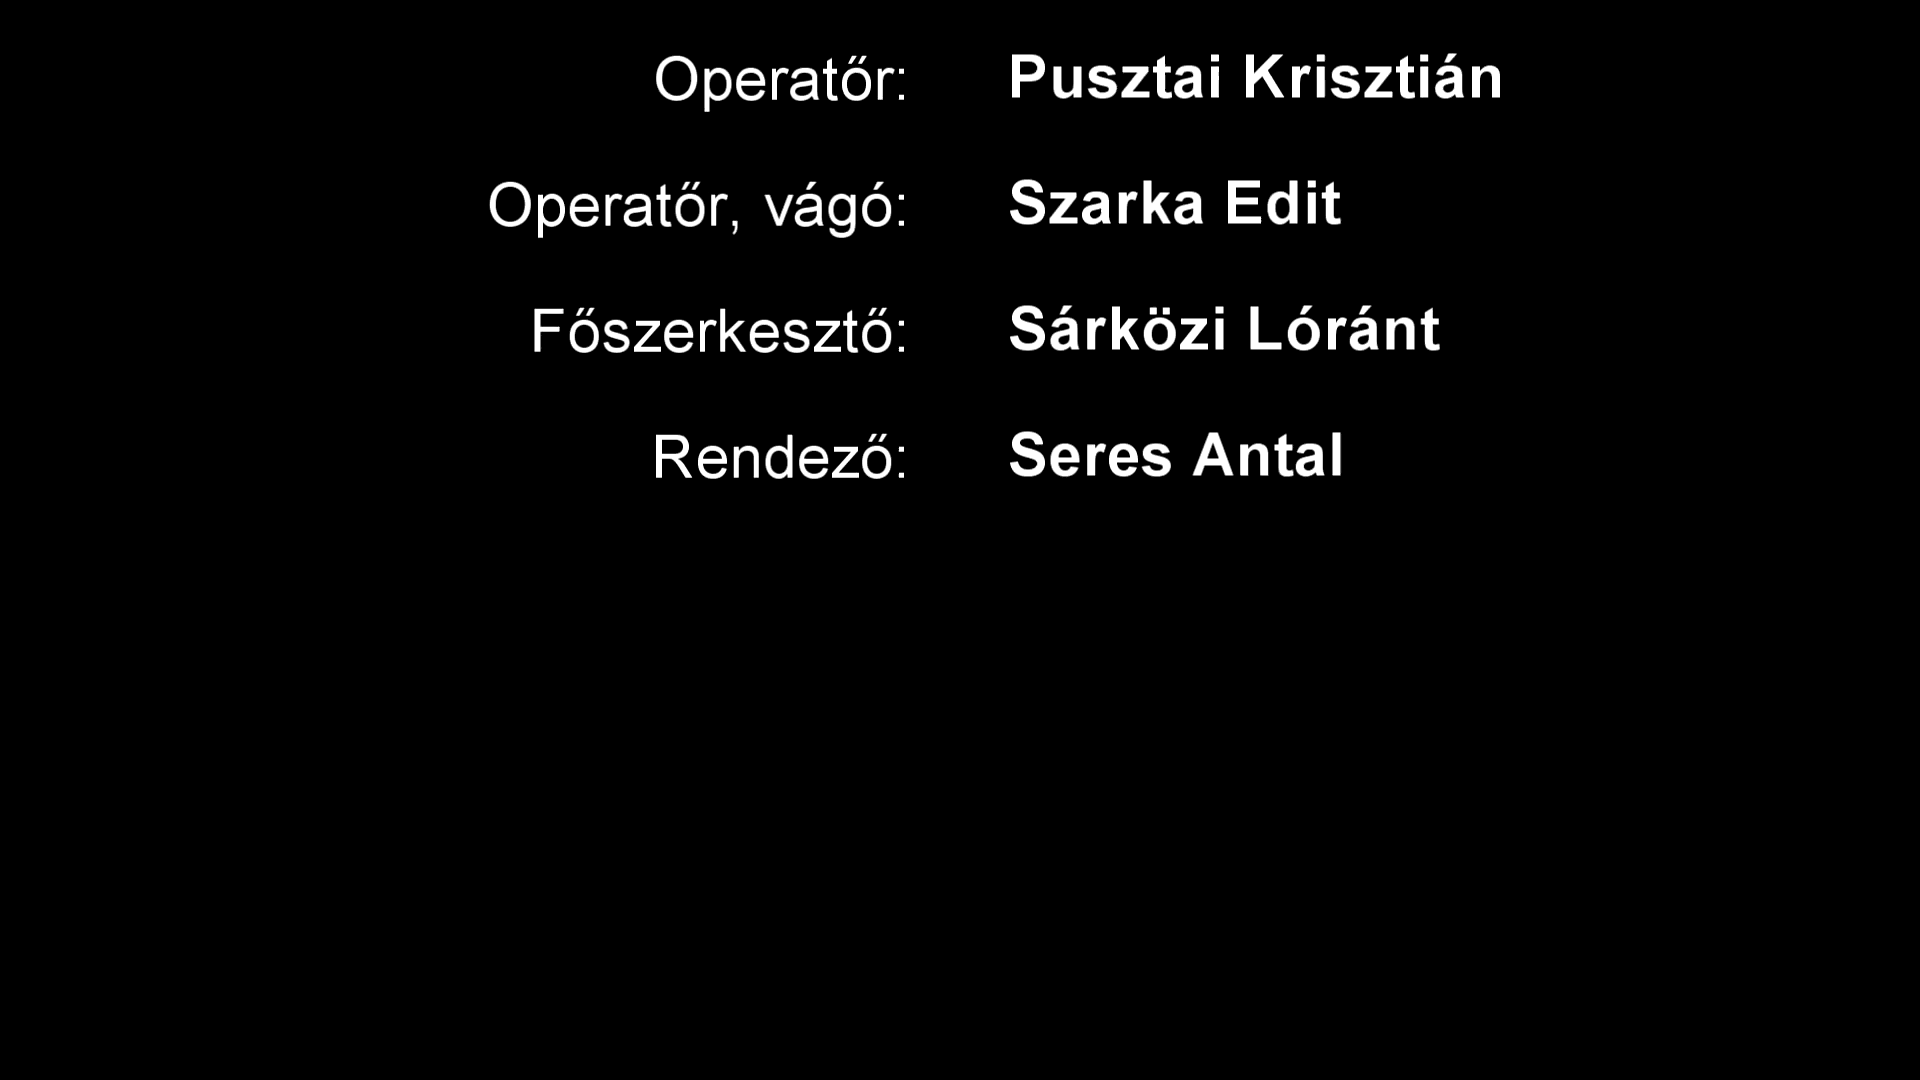 Operatőr: Pusztai Krisztián
Operatőr, vágó: Szarka Edit
Főszerkesztő: Sárközi Lóránt
Rendező: Seres Antal